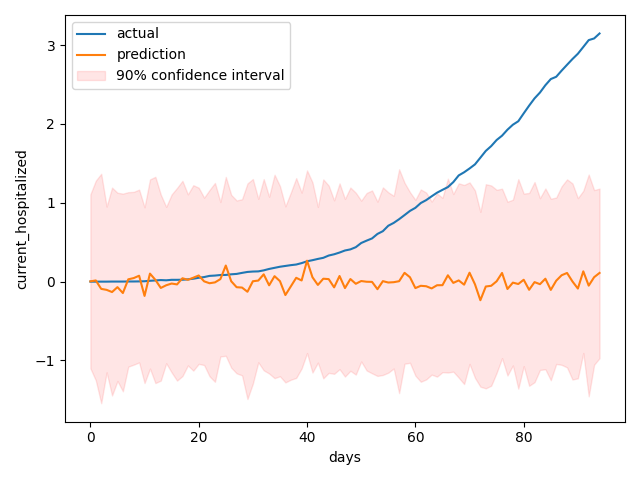 actual
prediction
90% confidence interval
current_hospitalized
3
2
1
0
−1
0
20
40
60
80
days